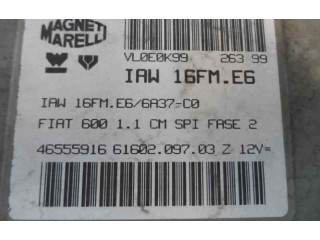 MAGNETI
MARELLI
VL0E0K99 263 99
IAW 16FM.E6
IAW 16FM.E6/6A37-C0
FIAT 600 1.1 CM SPI FASE 2
46555916 61602.097.03 Z 12V=